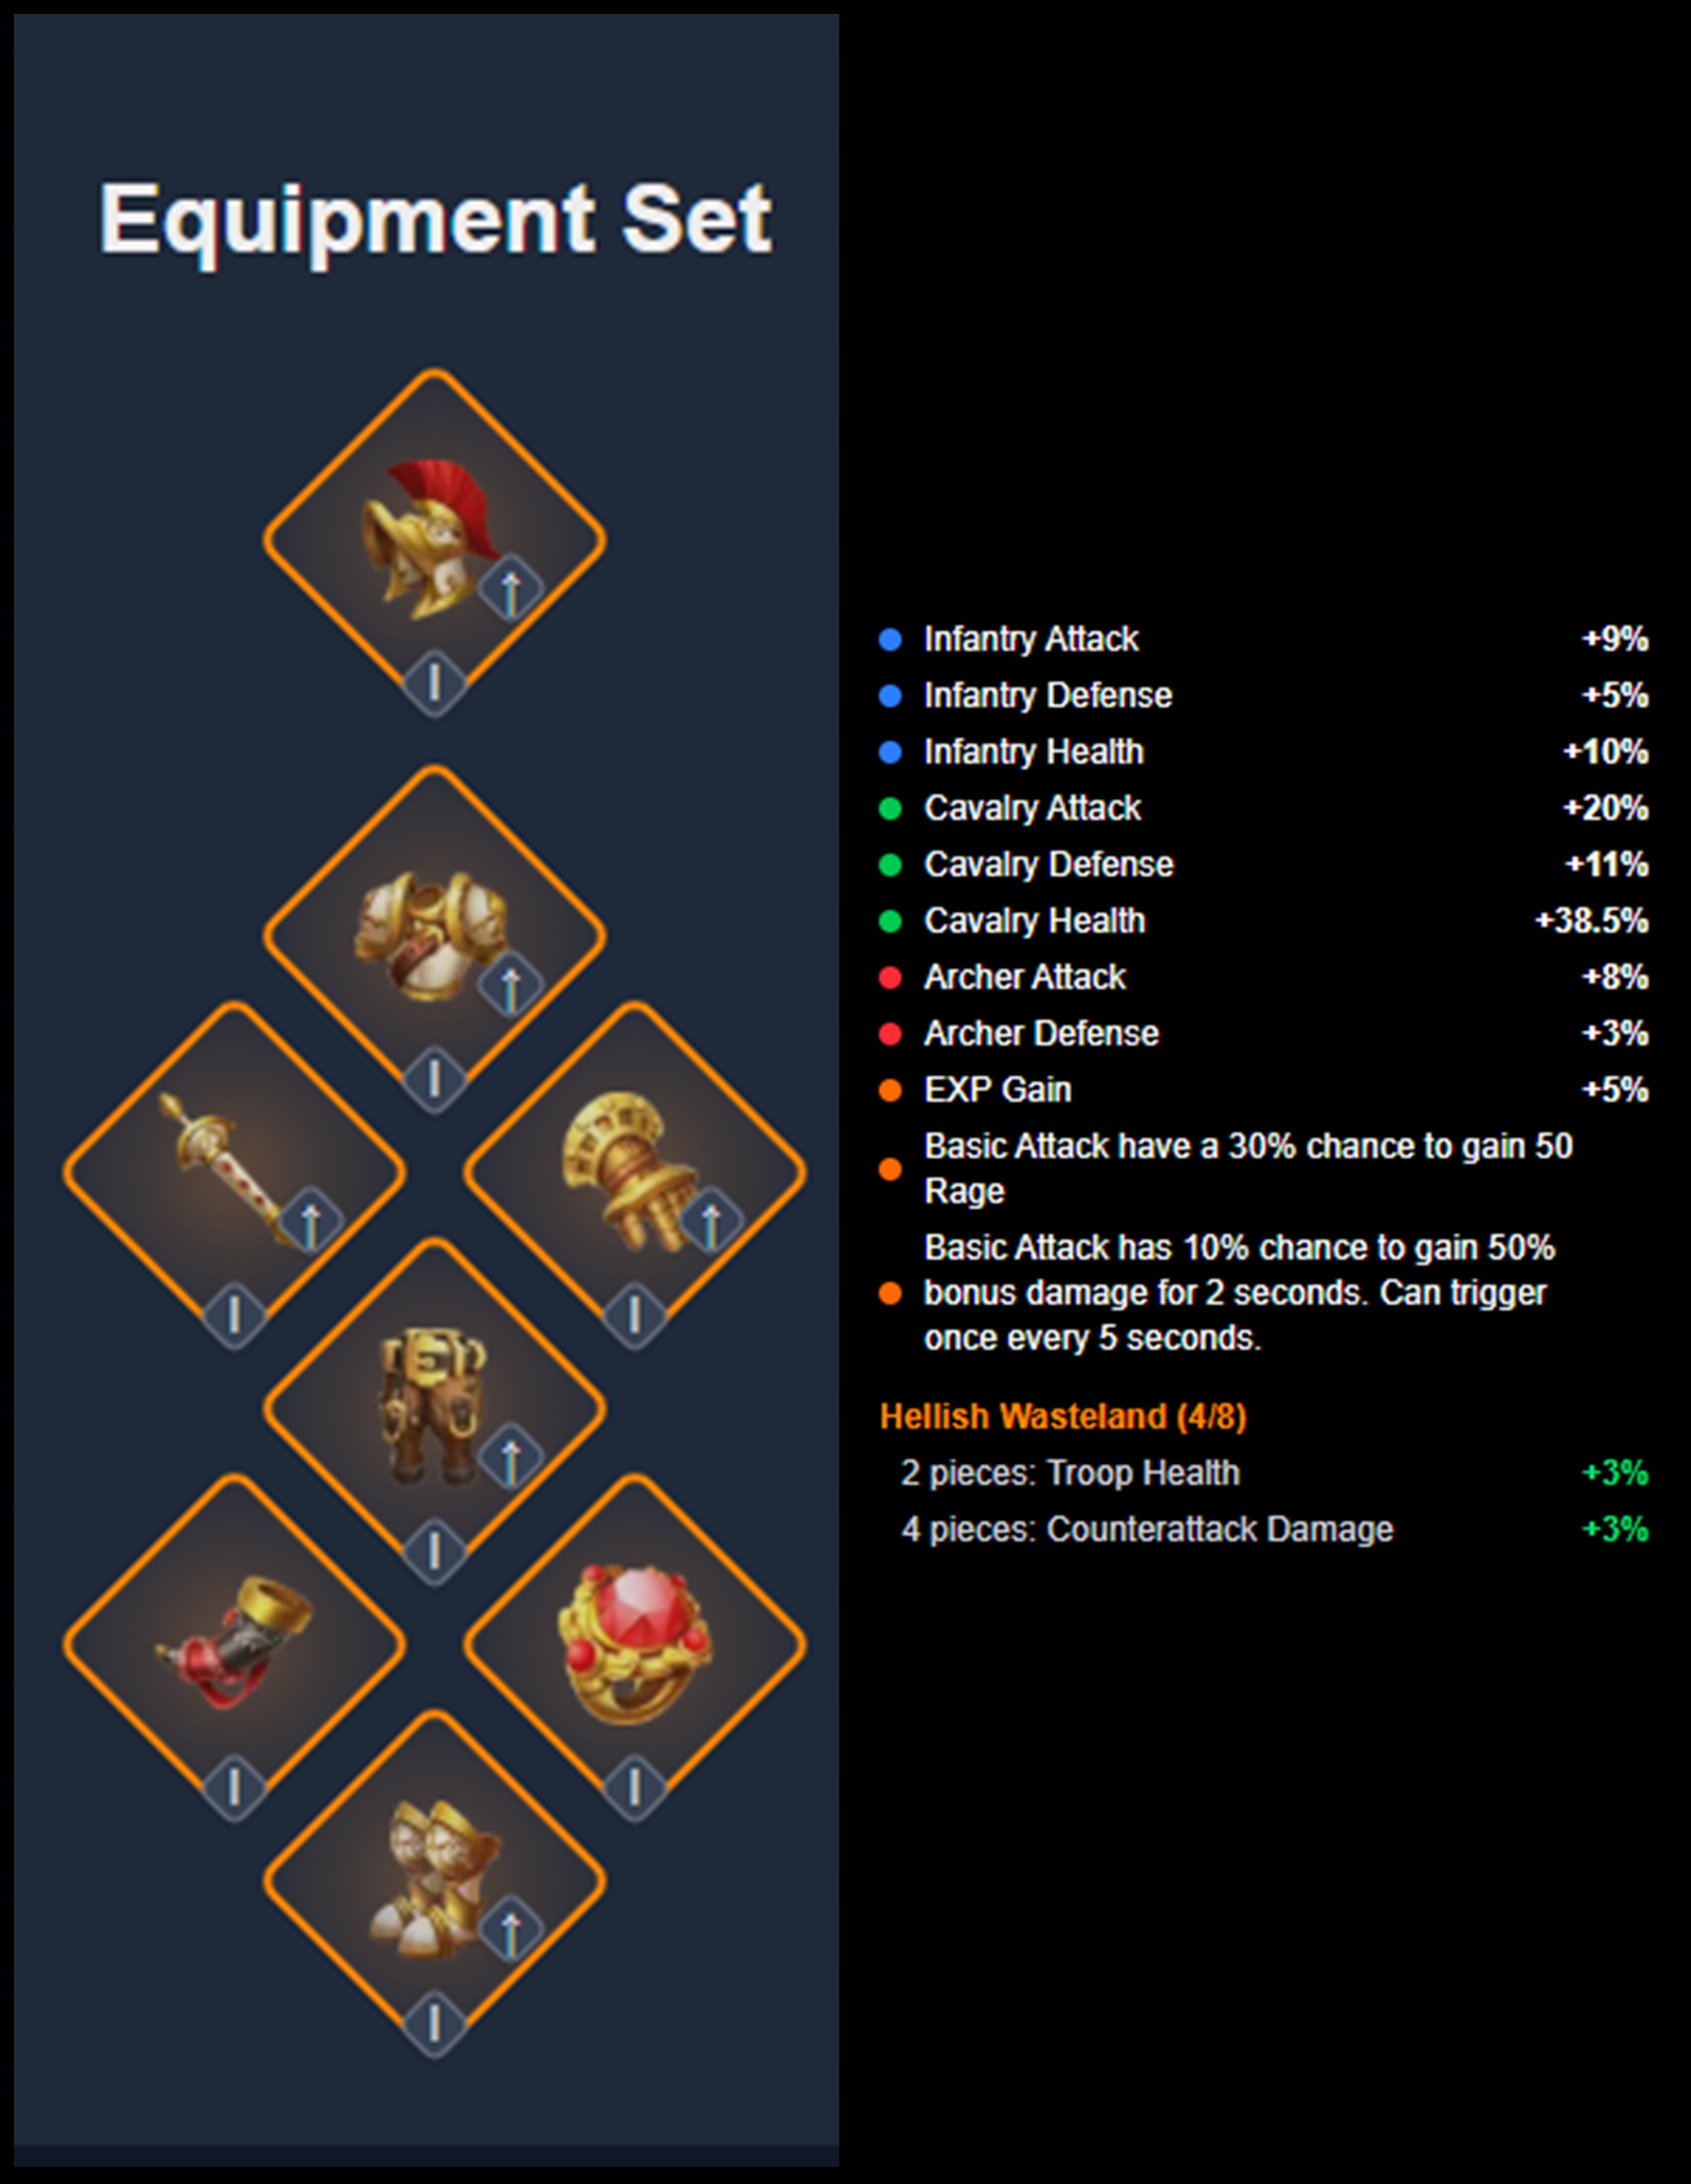 Equipment Set
↑
I
↑
I
↑
I
↑
I
↑
I
I
I
↑
I
Infantry Attack +9%
Infantry Defense +5%
Infantry Health +10%
Cavalry Attack +20%
Cavalry Defense +11%
Cavalry Health +38.5%
Archer Attack +8%
Archer Defense +3%
EXP Gain +5%
Basic Attack have a 30% chance to gain 50
Rage
Basic Attack has 10% chance to gain 50%
bonus damage for 2 seconds. Can trigger
once every 5 seconds.
Hellish Wasteland (4/8)
2 pieces: Troop Health +3%
4 pieces: Counterattack Damage +3%